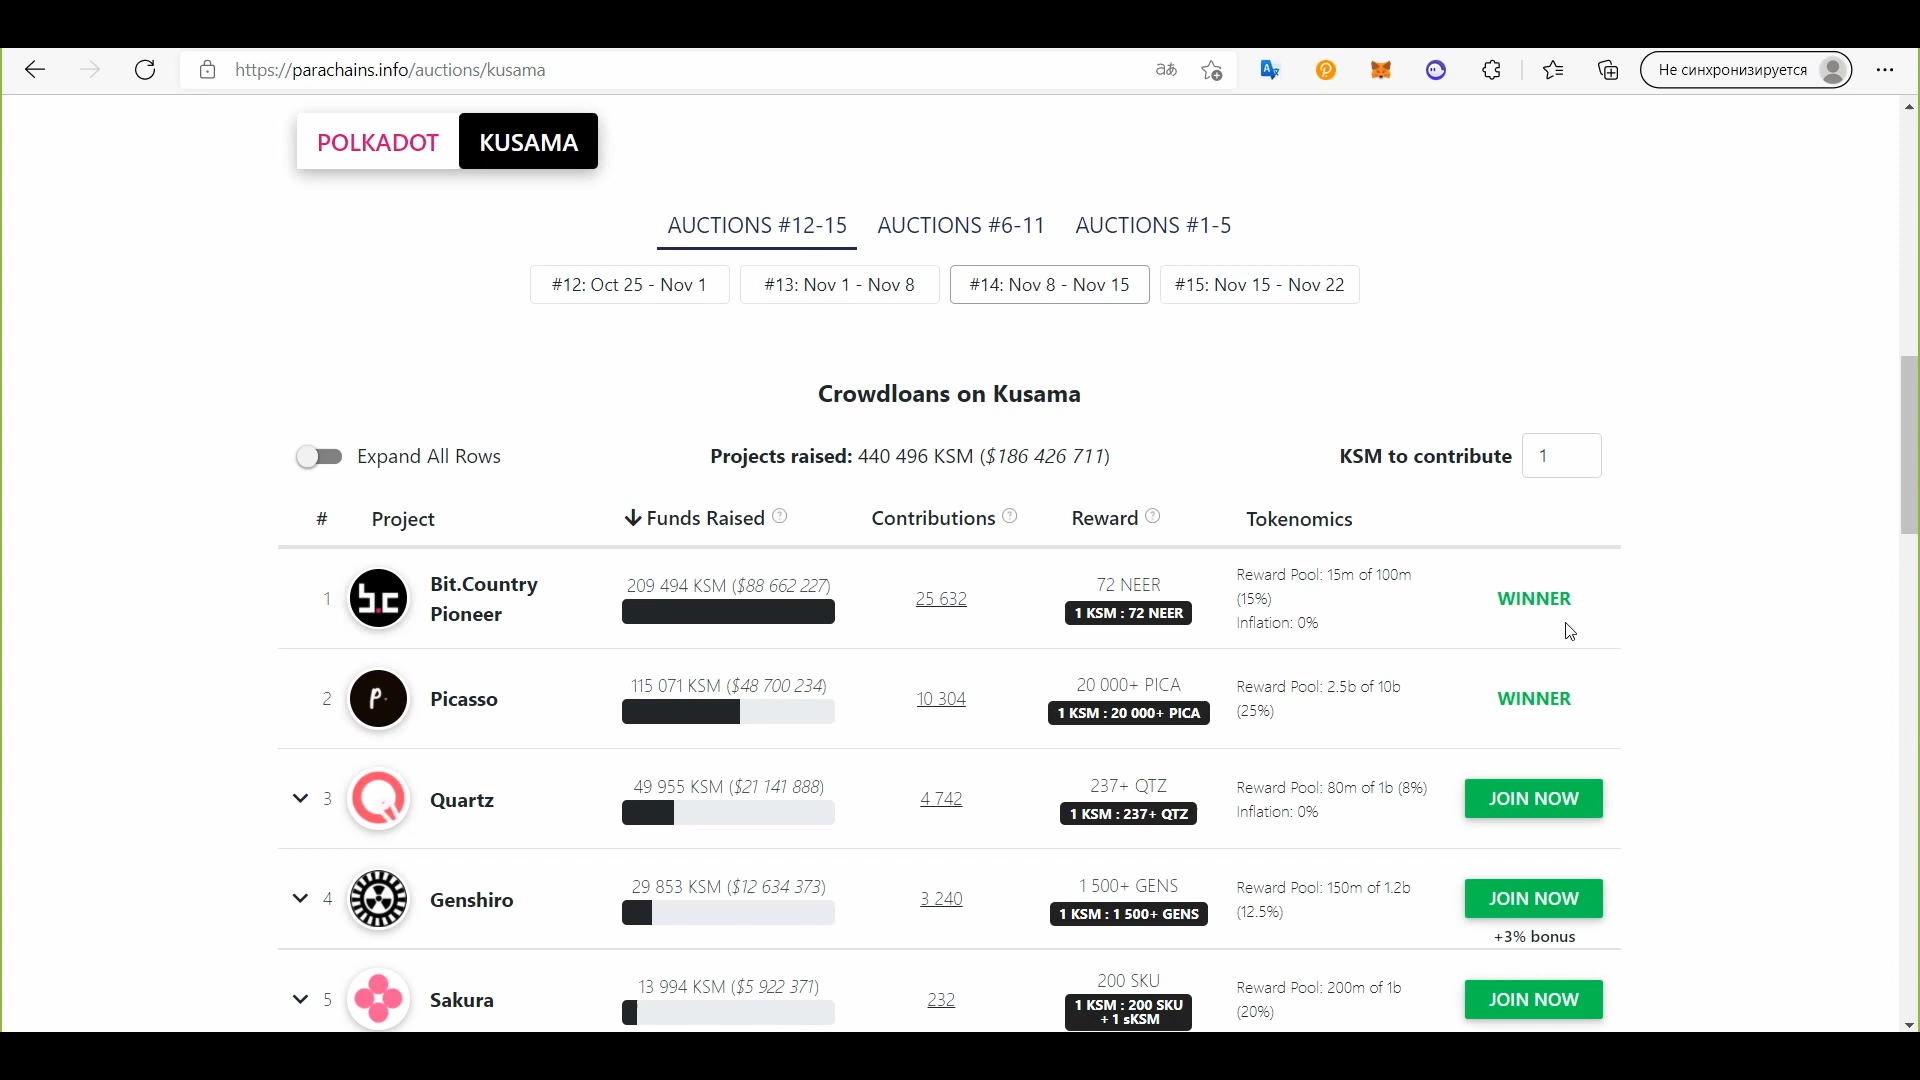 https://parachains.info/auctions/kusama
aあ
Не синхронизируется
POLKADOT
KUSAMA
AUCTIONS #12-15
AUCTIONS #6-11
AUCTIONS #1-5
#12: Oct 25 - Nov 1
#13: Nov 1 - Nov 8
#14: Nov 8 - Nov 15
#15: Nov 15 - Nov 22
Crowdloans on Kusama
Expand All Rows
Projects raised: 440 496 KSM ($186 426 711)
KSM to contribute
1
#
Project
Funds Raised
Contributions
Reward
Tokenomics
1
b.c
Bit.Country
Pioneer
209 494 KSM ($88 662 227)
25 632
72 NEER
1 KSM : 72 NEER
Reward Pool: 15m of 100m
(15%)
Inflation: 0%
WINNER
2
P.
Picasso
115 071 KSM ($48 700 234)
10 304
20 000+ PICA
1 KSM : 20 000+ PICA
Reward Pool: 2.5b of 10b
(25%)
WINNER
3
Quartz
49 955 KSM ($21 141 888)
4 742
237+ QTZ
1 KSM : 237+ QTZ
Reward Pool: 80m of 1b (8%)
Inflation: 0%
JOIN NOW
4
Genshiro
29 853 KSM ($12 634 373)
3 240
1 500+ GENS
1 KSM : 1 500+ GENS
Reward Pool: 150m of 1.2b
(12.5%)
JOIN NOW
+3% bonus
5
Sakura
13 994 KSM ($5 922 371)
232
200 SKU
1 KSM : 200 SKU
+ 1 sKSM
Reward Pool: 200m of 1b
(20%)
JOIN NOW